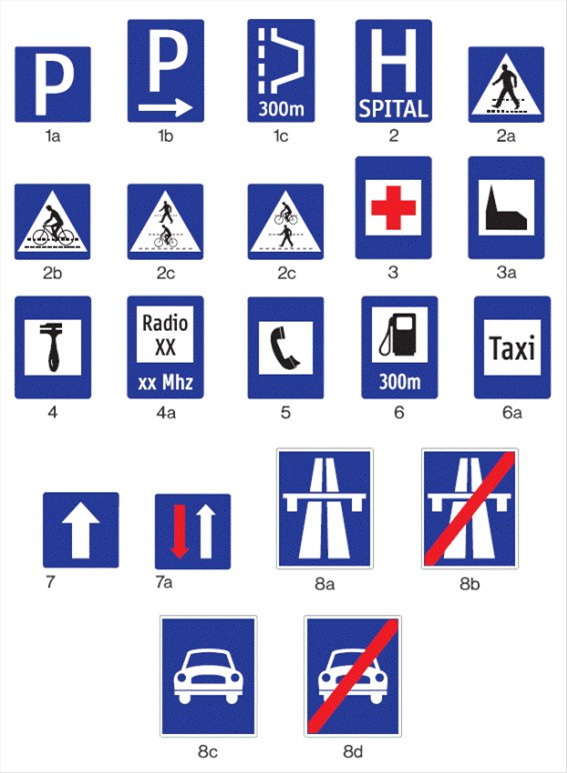 P
P
300m
H
SPITAL
1a
1b
1c
2
2a
2b
2c
2c
3
3a
Radio
XX
xx Mhz
300m
Taxi
4
4a
5
6
6a
7
7a
8a
8b
8c
8d